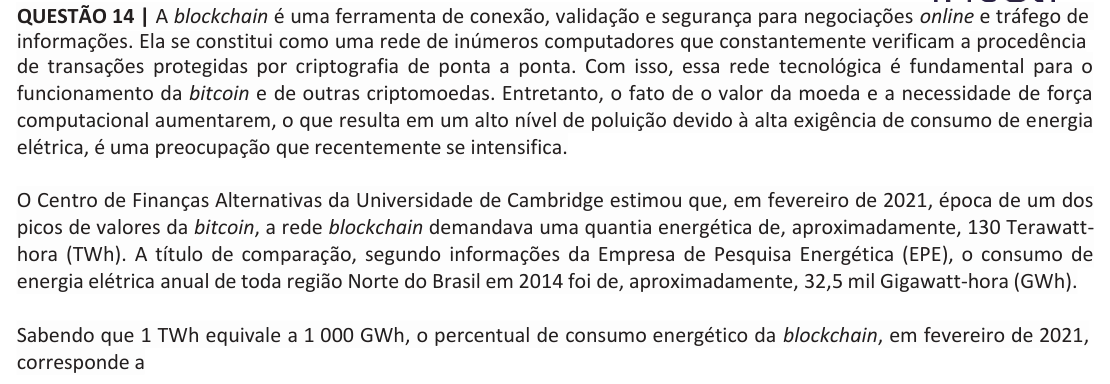 QUESTÃO 14 | A blockchain é uma ferramenta de conexão, validação e segurança para negociações online e tráfego de
informações. Ela se constitui como uma rede de inúmeros computadores que constantemente verificam a procedência
de transações protegidas por criptografia de ponta a ponta. Com isso, essa rede tecnológica é fundamental para o
funcionamento da bitcoin e de outras criptomoedas. Entretanto, o fato de o valor da moeda e a necessidade de força
computacional aumentarem, o que resulta em um alto nível de poluição devido à alta exigência de consumo de energia
elétrica, é uma preocupação que recentemente se intensifica.
O Centro de Finanças Alternativas da Universidade de Cambridge estimou que, em fevereiro de 2021, época de um dos
picos de valores da bitcoin, a rede blockchain demandava uma quantia energética de, aproximadamente, 130 Terawatt-
hora (TWh). A título de comparação, segundo informações da Empresa de Pesquisa Energética (EPE), o consumo de
energia elétrica anual de toda região Norte do Brasil em 2014 foi de, aproximadamente, 32,5 mil Gigawatt-hora (GWh).
Sabendo que 1 TWh equivale a 1 000 GWh, o percentual de consumo energético da blockchain, em fevereiro de 2021,
corresponde a